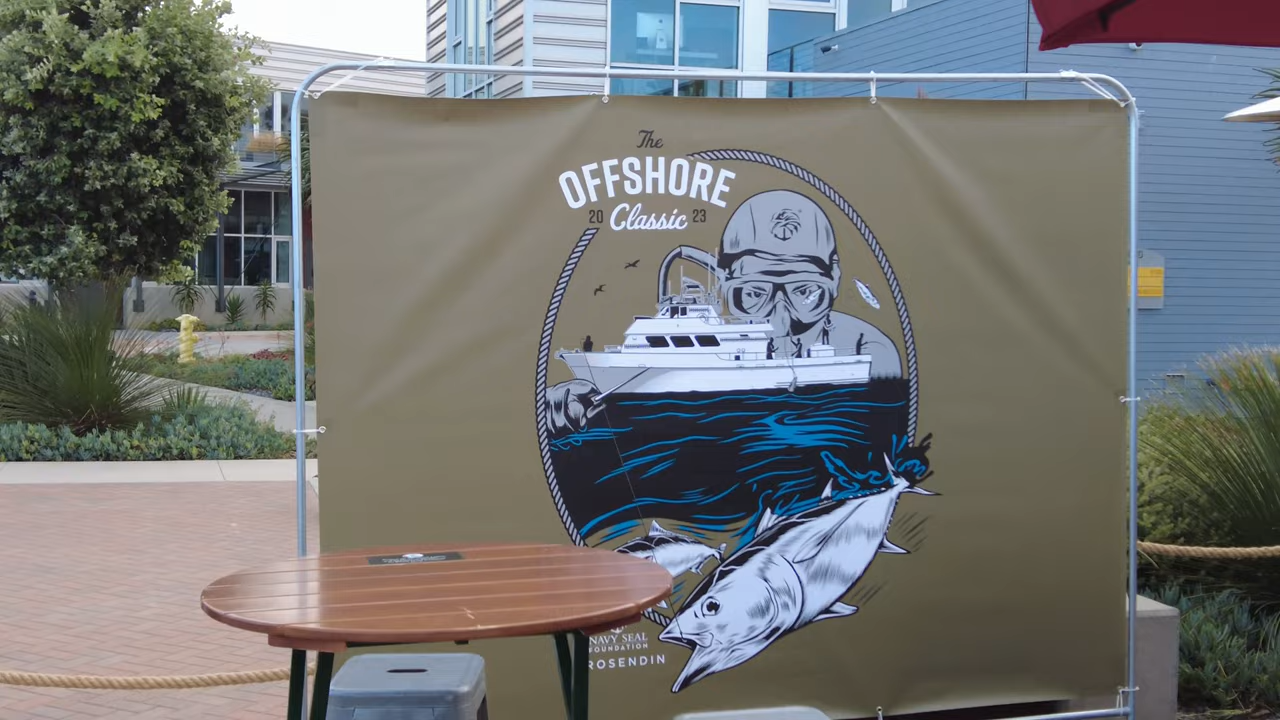 The
OFFSHORE
20 Classic 23
NAVY SEAL
FOUNDATION
ROSENDIN